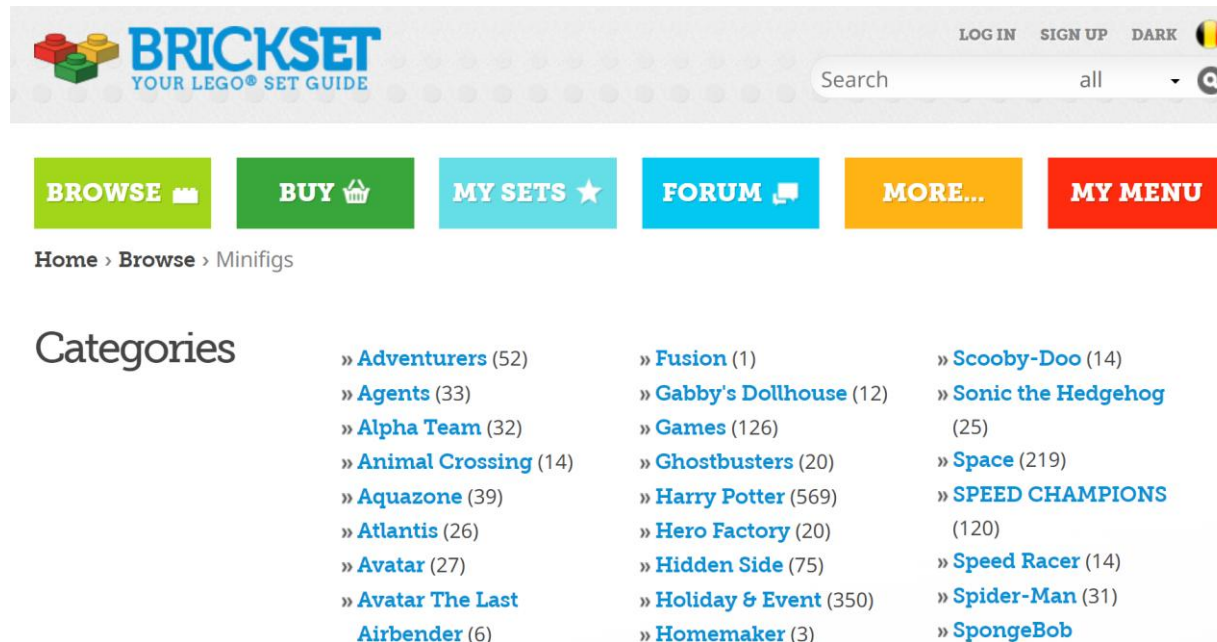 BRICKSET
YOUR LEGO® SET GUIDE
LOG IN SIGN UP DARK
Search all
BROWSE
BUY
MY SETS
FORUM
MORE...
MY MENU
Home › Browse › Minifigs
Categories
» Adventurers (52)
» Agents (33)
» Alpha Team (32)
» Animal Crossing (14)
» Aquazone (39)
» Atlantis (26)
» Avatar (27)
» Avatar The Last
Airbender (6)
» Fusion (1)
» Gabby's Dollhouse (12)
» Games (126)
» Ghostbusters (20)
» Harry Potter (569)
» Hero Factory (20)
» Hidden Side (75)
» Holiday & Event (350)
» Homemaker (3)
» Scooby-Doo (14)
» Sonic the Hedgehog
(25)
» Space (219)
» SPEED CHAMPIONS
(120)
» Speed Racer (14)
» Spider-Man (31)
» SpongeBob